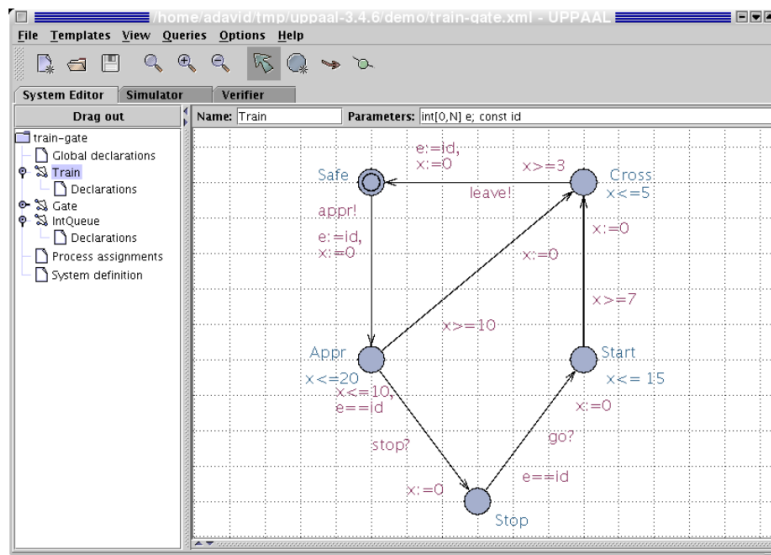 /home/adavid/tmp/uppaal-3.4.6/demo/train-gate.xml - UPPAAL
File Templates View Queries Options Help
System Editor Simulator Verifier
Drag out
Name: Train Parameters: int[0,N] e; const id
train-gate
Global declarations
Train
Declarations
Gate
IntQueue
Declarations
Process assignments
System definition
e:=id,
x:=0
x>=3
Safe
Cross
leave!
x<=5
appr!
e:=id,
x:=0
x:=0
x:=0
x>=7
x>=10
Appr
Start
x<=20
x<= 15
x<=10,
e==id
x:=0
stop?
go?
e==id
x:=0
Stop